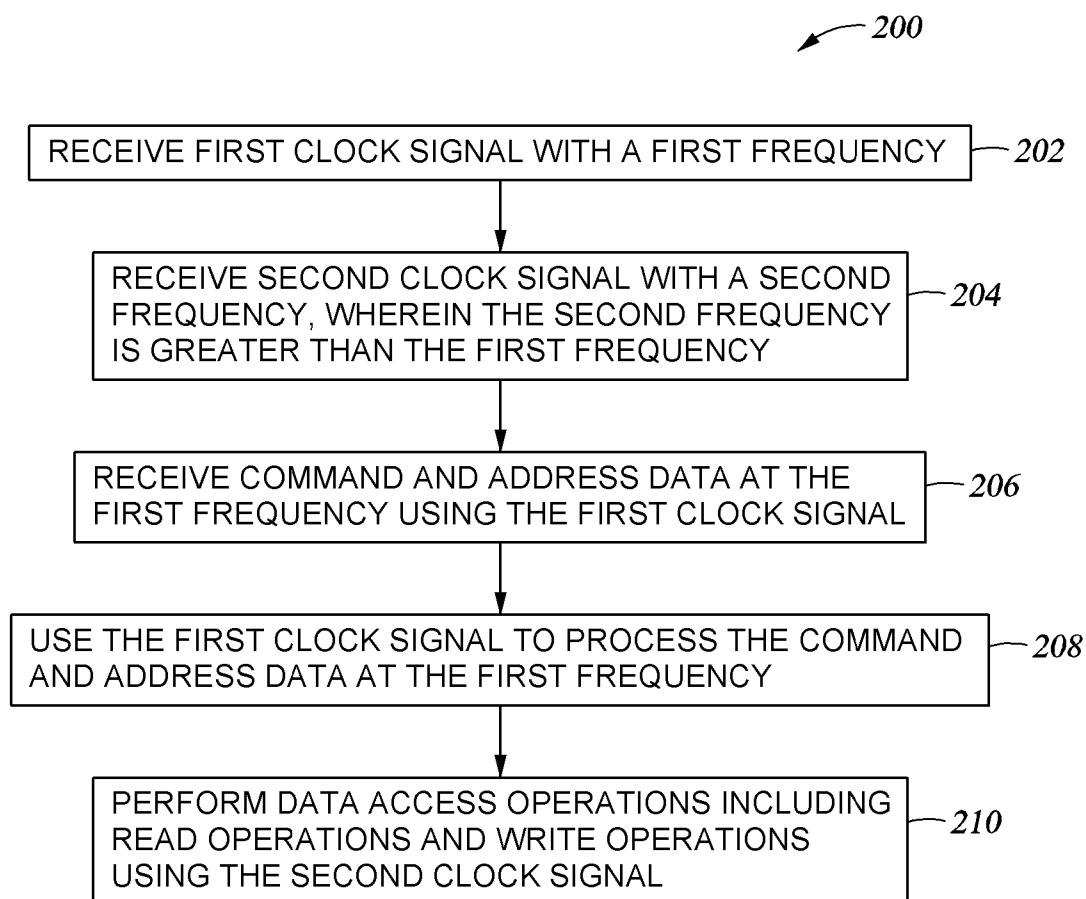 200
RECEIVE FIRST CLOCK SIGNAL WITH A FIRST FREQUENCY
202
RECEIVE SECOND CLOCK SIGNAL WITH A SECOND
FREQUENCY, WHEREIN THE SECOND FREQUENCY
IS GREATER THAN THE FIRST FREQUENCY
204
RECEIVE COMMAND AND ADDRESS DATA AT THE
FIRST FREQUENCY USING THE FIRST CLOCK SIGNAL
206
USE THE FIRST CLOCK SIGNAL TO PROCESS THE COMMAND
AND ADDRESS DATA AT THE FIRST FREQUENCY
208
PERFORM DATA ACCESS OPERATIONS INCLUDING
READ OPERATIONS AND WRITE OPERATIONS
USING THE SECOND CLOCK SIGNAL
210